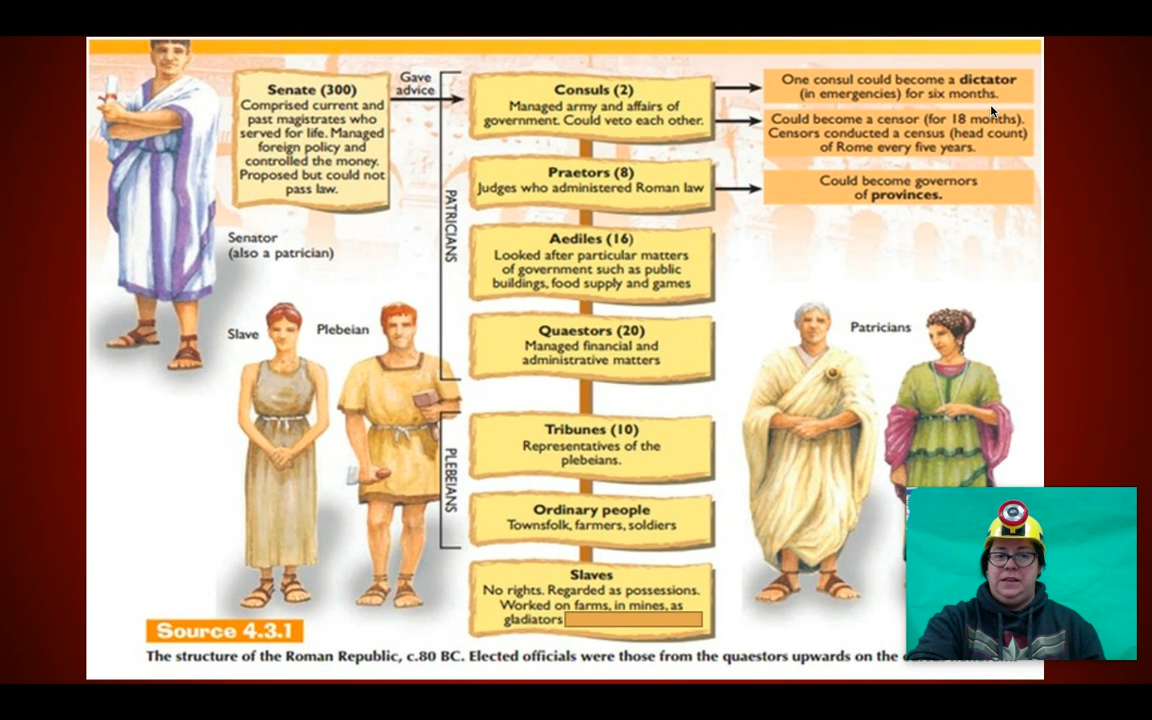 Senate (300)
Comprised current and
past magistrates who
served for life. Managed
foreign policy and
controlled the money.
Proposed but could not
pass law.
Gave
advice
Senator
(also a patrician)
Slave
Plebeian
PATRICIANS
PLEBEIANS
Consuls (2)
Managed army and affairs of
government. Could veto each other.
Praetors (8)
Judges who administered Roman law
Aediles (16)
Looked after particular matters
of government such as public
buildings, food supply and games
Quaestors (20)
Managed financial and
administrative matters
Tribunes (10)
Representatives of the
plebeians.
Ordinary people
Townsfolk, farmers, soldiers
Slaves
No rights. Regarded as possessions.
Worked on farms, in mines, as
gladiators
One consul could become a dictator
(in emergencies) for six months.
Could become a censor (for 18 months).
Censors conducted a census (head count)
of Rome every five years.
Could become governors
of provinces.
Patricians
Source 4.3.1
The structure of the Roman Republic, c.80 BC. Elected officials were those from the quaestors upwards on the